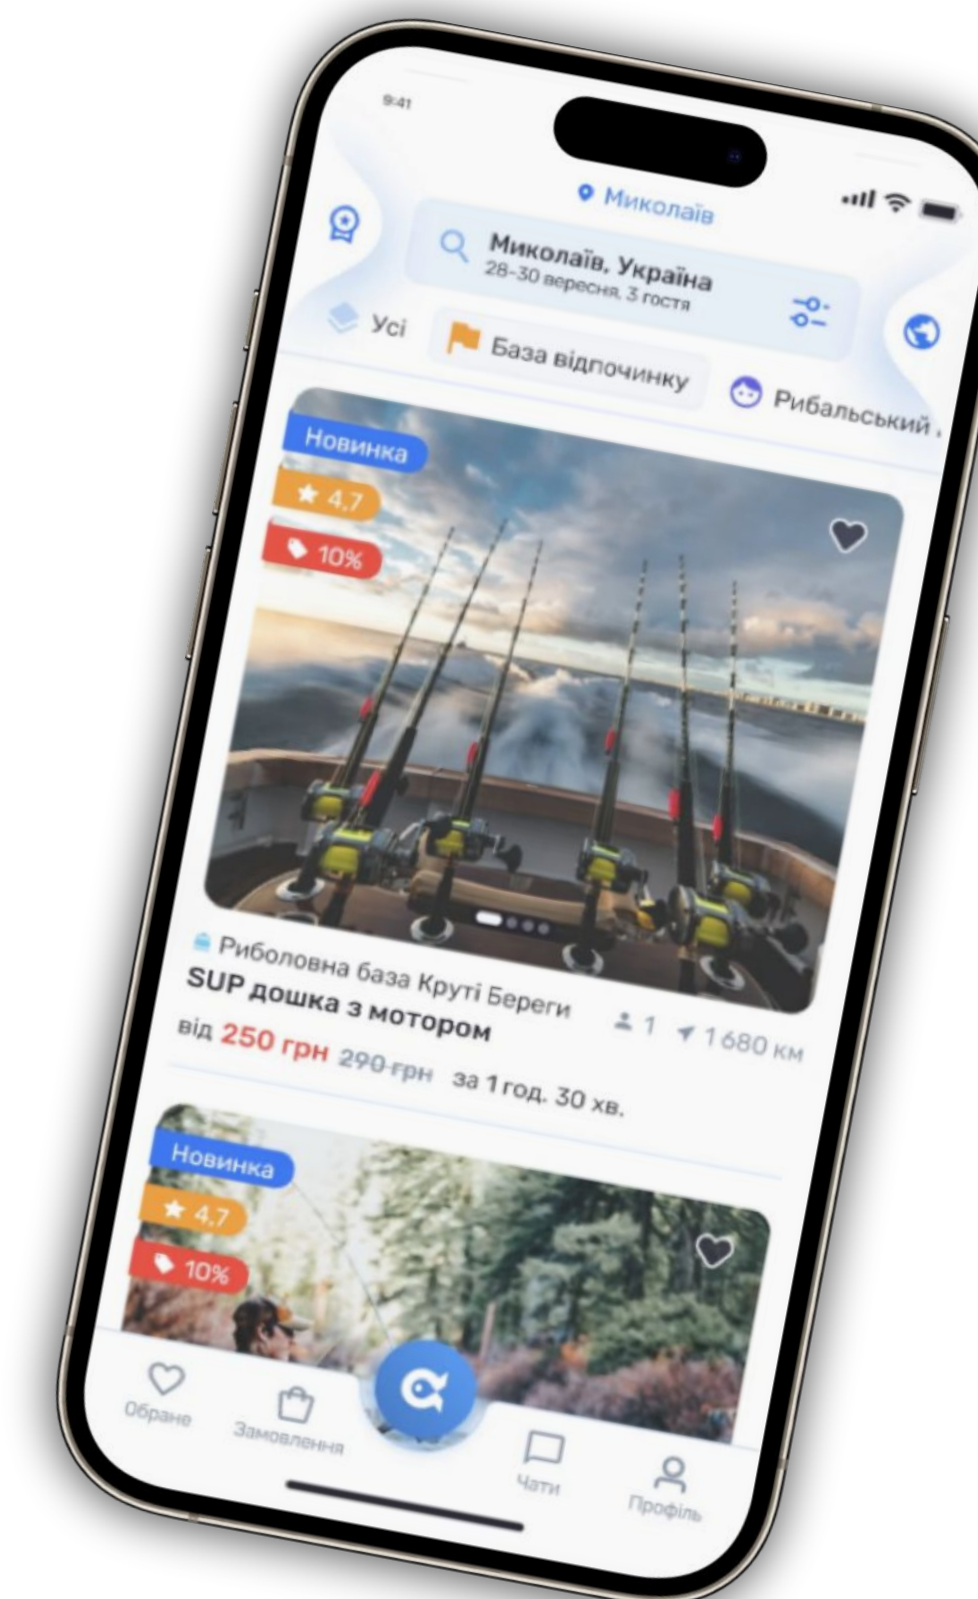 9:41
Миколаїв
Миколаїв, Україна
28-30 вересня, 3 гостя
Усі
База відпочинку
Рибальський
Новинка
4,7
10%
Риболовна база Круті Береги
1
1 680 км
SUP дошка з мотором
від 250 грн 290 грн за 1 год. 30 хв.
Новинка
4,7
10%
Обране
Замовлення
Чати
Профіль